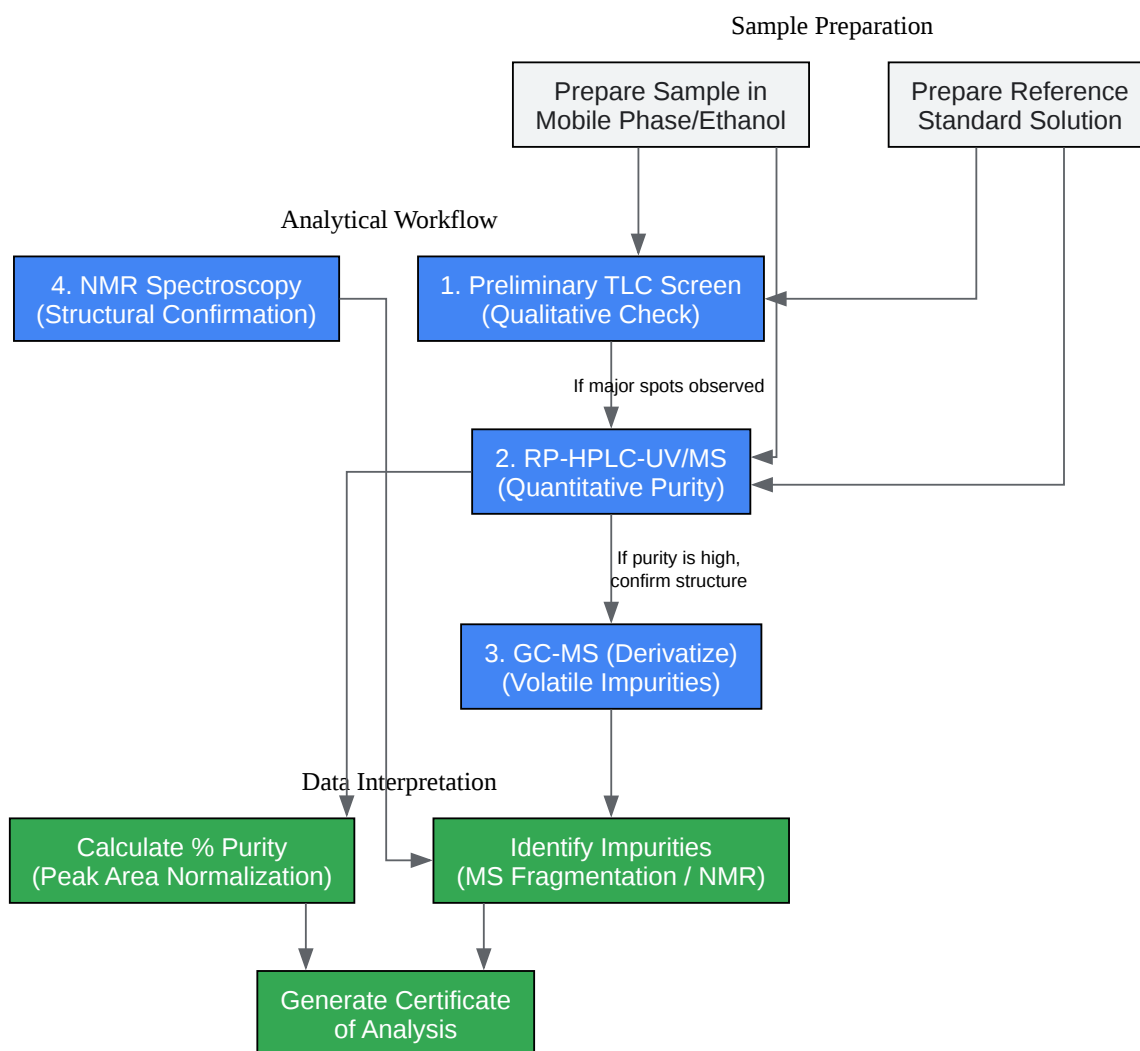 Sample Preparation
Prepare Sample in
Mobile Phase/Ethanol
Prepare Reference
Standard Solution
Analytical Workflow
4. NMR Spectroscopy
(Structural Confirmation)
1. Preliminary TLC Screen
(Qualitative Check)
If major spots observed
2. RP-HPLC-UV/MS
(Quantitative Purity)
If purity is high,
confirm structure
3. GC-MS (Derivatize)
(Volatile Impurities)
Data Interpretation
Calculate % Purity
(Peak Area Normalization)
Identify Impurities
(MS Fragmentation / NMR)
Generate Certificate
of Analysis